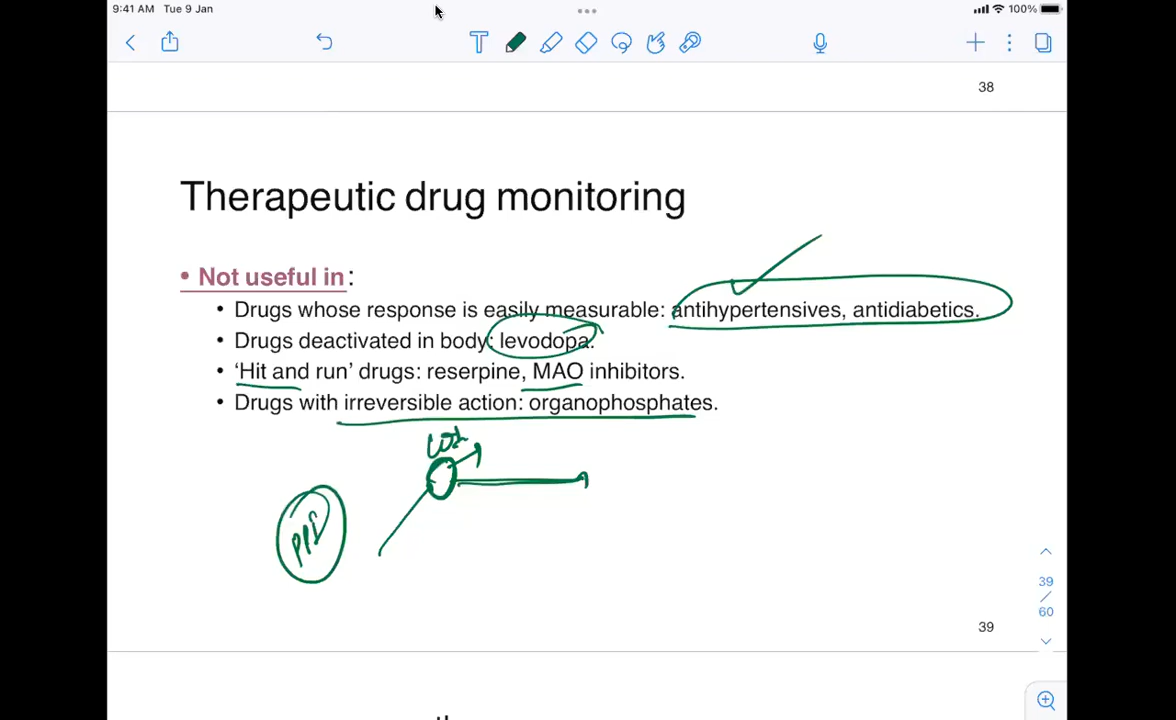 9:41 AM Tue 9 Jan
100%
38
Therapeutic drug monitoring
• Not useful in:
• Drugs whose response is easily measurable: antihypertensives, antidiabetics.
• Drugs deactivated in body: levodopa.
• ‘Hit and run’ drugs: reserpine, MAO inhibitors.
• Drugs with irreversible action: organophosphates.
PPI
39
/
60
39